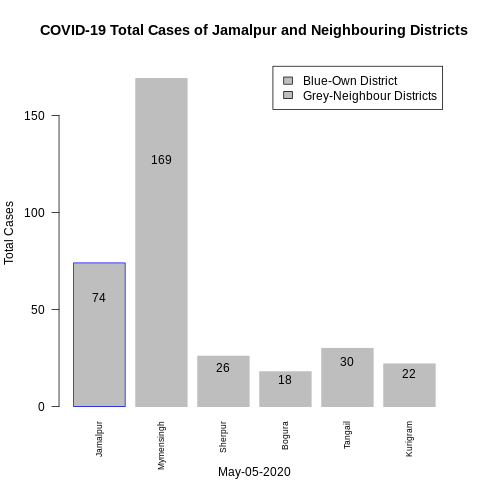 COVID-19 Total Cases of Jamalpur and Neighbouring Districts
Blue-Own District
Grey-Neighbour Districts
Total Cases
150
100
50
0
74
169
26
18
30
22
Jamalpur
Mymensingh
Sherpur
Bogura
Tangail
Kurigram
May-05-2020